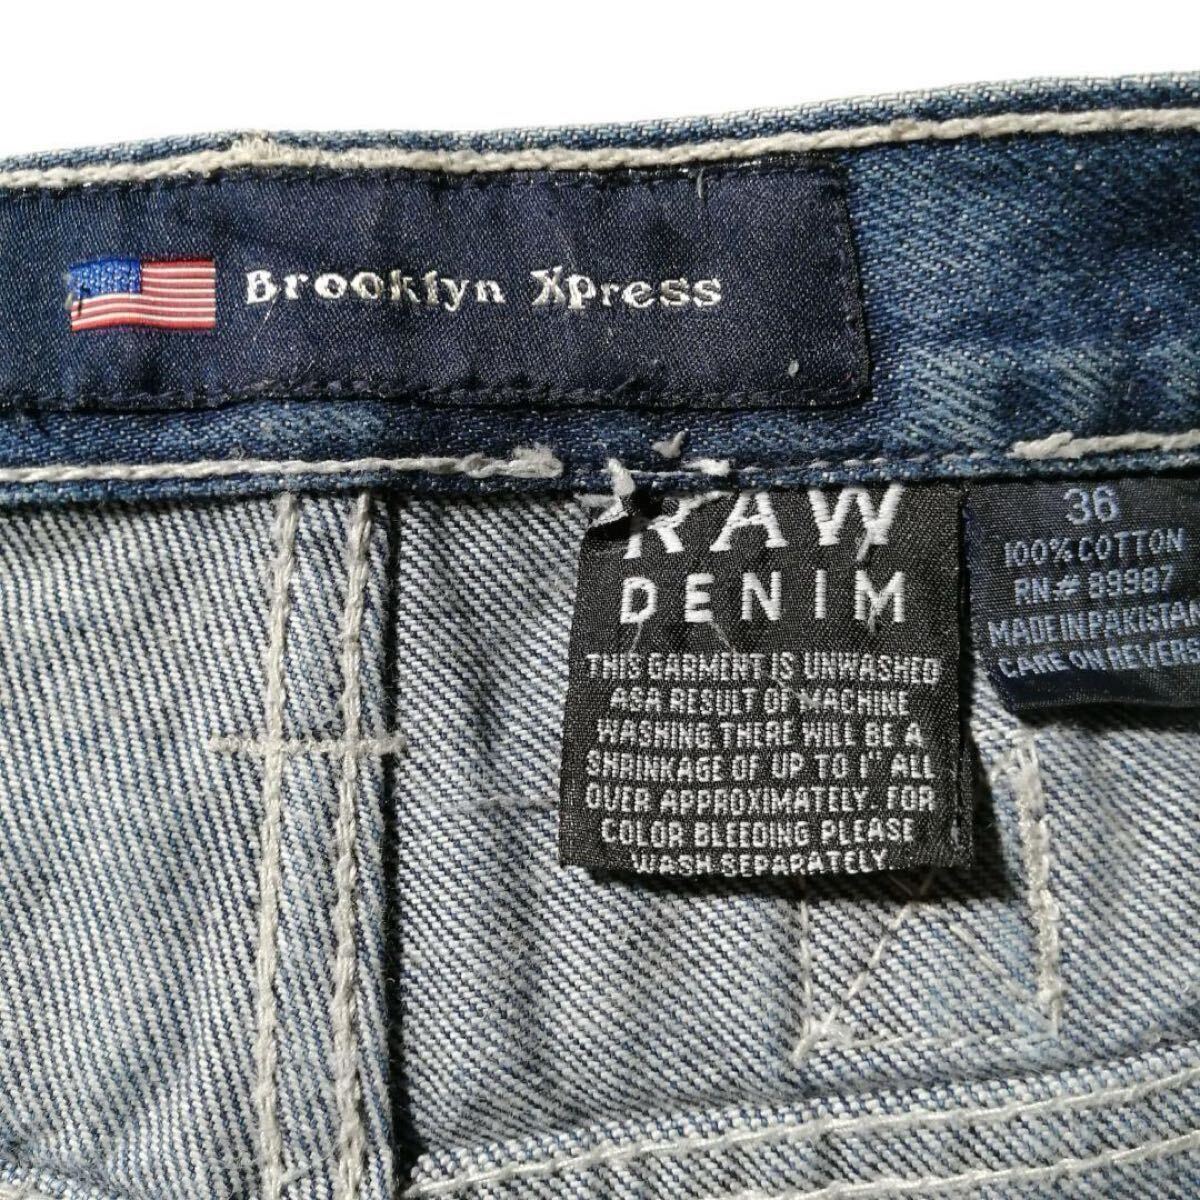 Brooklyn Xpress
RAW
DENIM
THIS GARMENT IS UNWASHED
AS A RESULT OF MACHINE
WASHING THERE WILL BE A
SHRINKAGE OF UP TO 1" ALL
OVER APPROXIMATELY. FOR
COLOR BLEEDING PLEASE
WASH SEPARATELY
36
100% COTTON
RN# 89987
MADE IN PAKISTAN
CARE ON REVERS